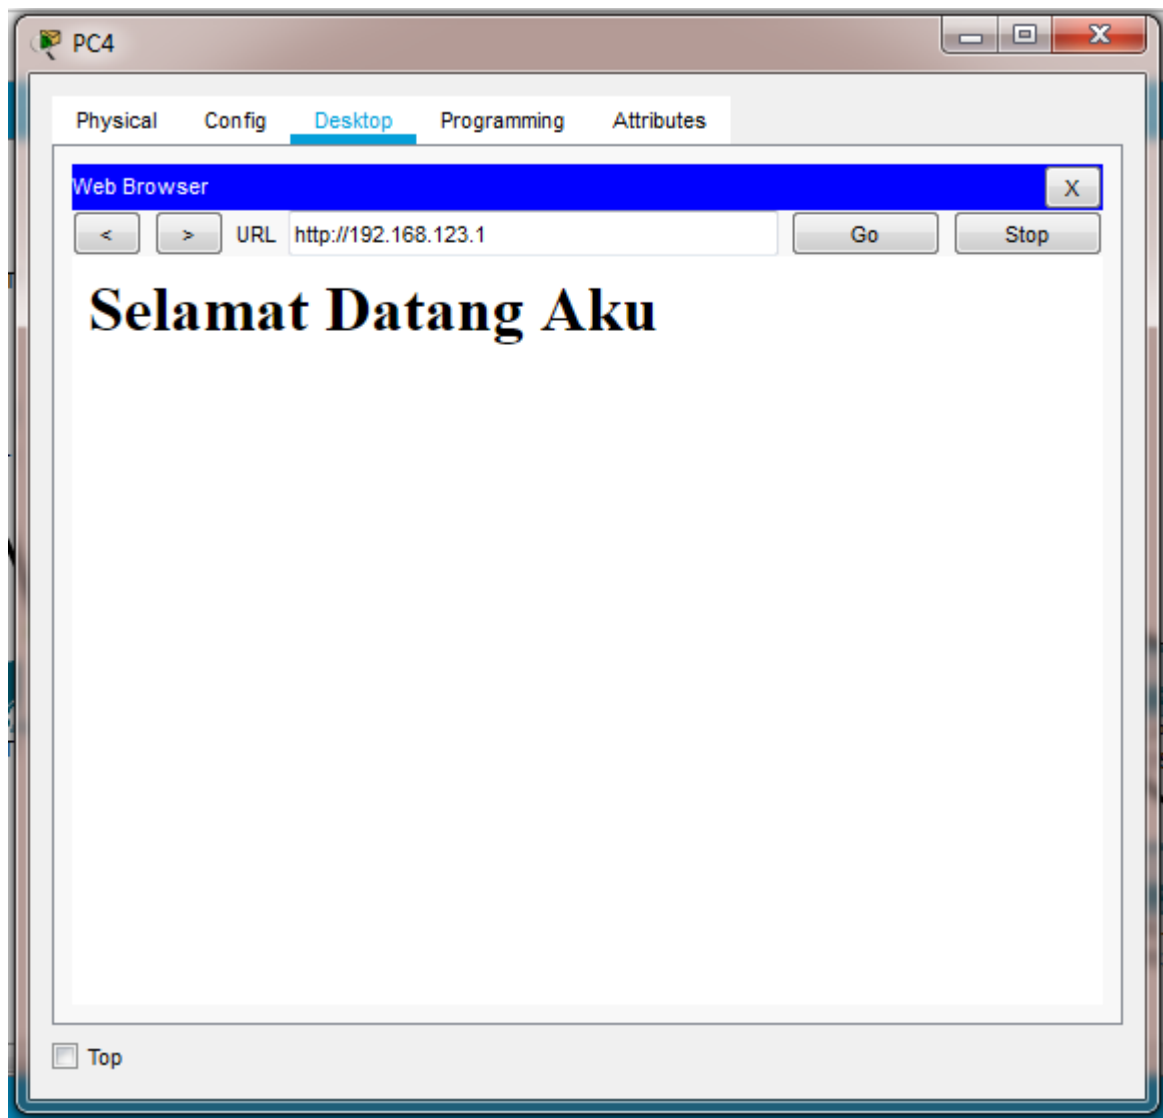 PC4
Physical Config Desktop Programming Attributes
Web Browser X
< > URL http://192.168.123.1 Go Stop
Selamat Datang Aku
Top